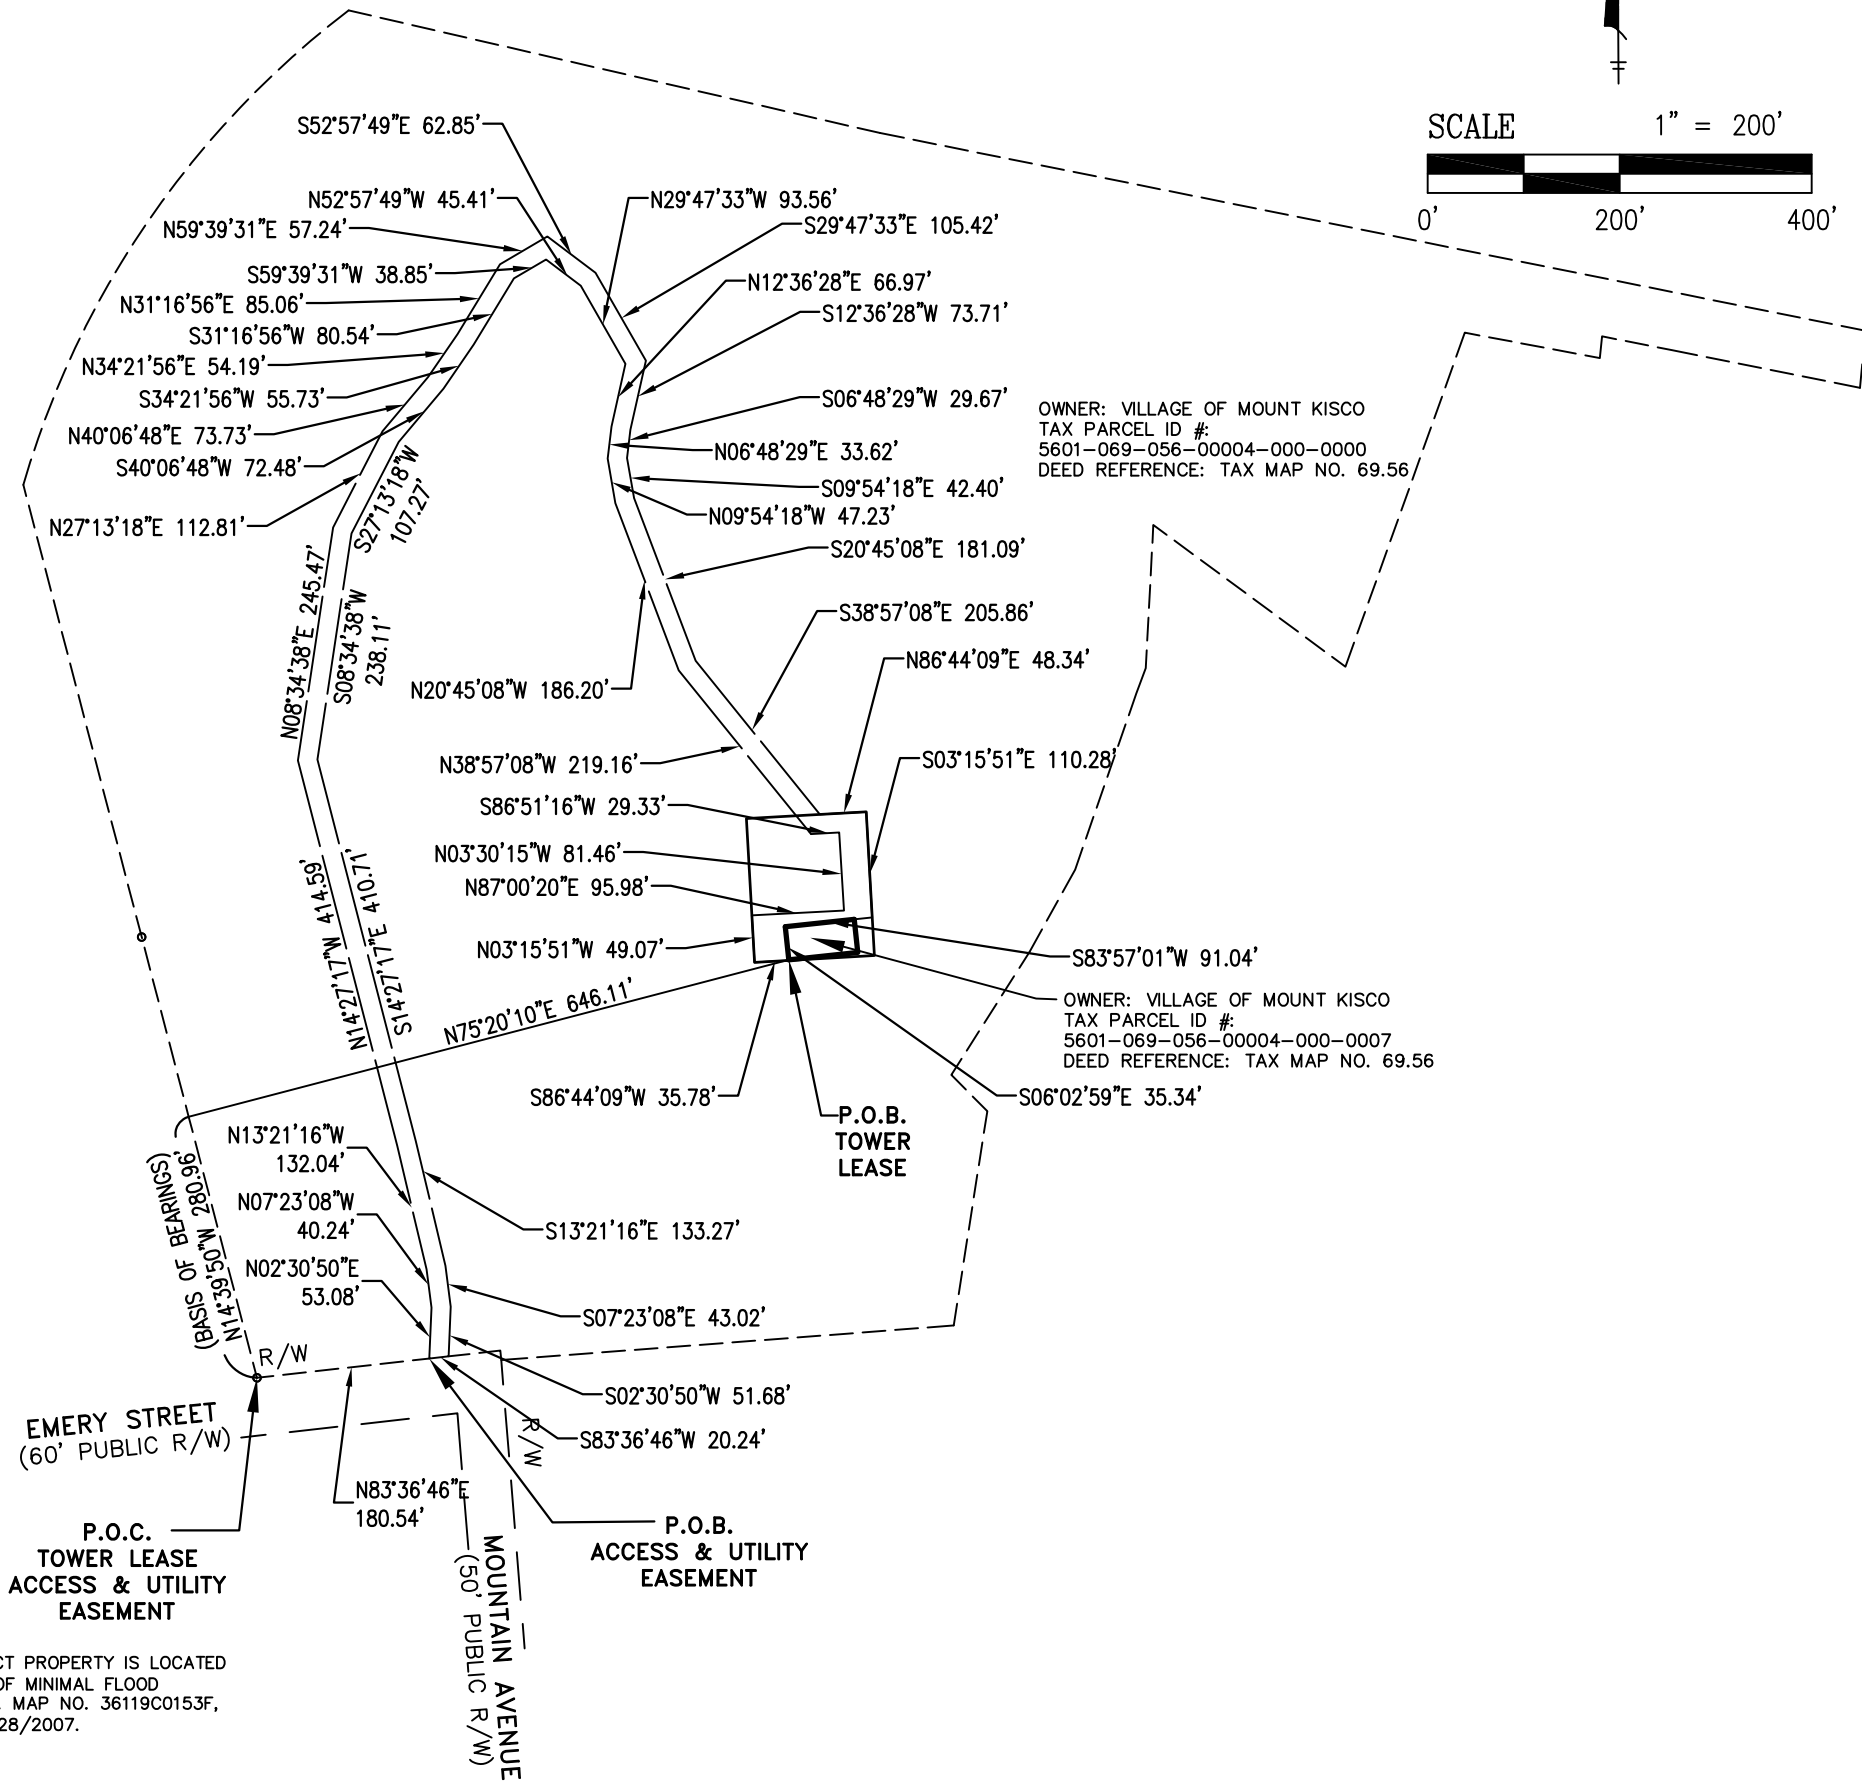 SCALE 1" = 200'
0' 200' 400'
S52°57'49"E 62.85'
N52°57'49"W 45.41'
N59°39'31"E 57.24'
S59°39'31"W 38.85'
N31°16'56"E 85.06'
S31°16'56"W 80.54'
N34°21'56"E 54.19'
S34°21'56"W 55.73'
N40°06'48"E 73.73'
S40°06'48"W 72.48'
N27°13'18"E 112.81'
S27°13'18"W
107.27'
N08°34'38"E 245.47'
S08°34'38"W
238.11'
N29°47'33"W 93.56'
S29°47'33"E 105.42'
N12°36'28"E 66.97'
S12°36'28"W 73.71'
S06°48'29"W 29.67'
N06°48'29"E 33.62'
S09°54'18"E 42.40'
N09°54'18"W 47.23'
S20°45'08"E 181.09'
S38°57'08"E 205.86'
N86°44'09"E 48.34'
N20°45'08"W 186.20'
N38°57'08"W 219.16'
S03°15'51"E 110.28'
OWNER: VILLAGE OF MOUNT KISCO
TAX PARCEL ID #:
5601-069-056-00004-000-0000
DEED REFERENCE: TAX MAP NO. 69.56
S86°51'16"W 29.33'
N03°30'15"W 81.46'
N87°00'20"E 95.98'
N03°15'51"W 49.07'
S83°57'01"W 91.04'
OWNER: VILLAGE OF MOUNT KISCO
TAX PARCEL ID #:
5601-069-056-00004-000-0007
DEED REFERENCE: TAX MAP NO. 69.56
N14°27'17"W 414.59'
S14°27'17"E 410.71'
N75°20'10"E 646.11'
S86°44'09"W 35.78'
S06°02'59"E 35.34'
P.O.B.
TOWER
LEASE
N13°21'16"W
132.04'
N07°23'08"W
40.24'
N02°30'50"E
53.08'
(BASIS OF BEARINGS)
N14°39'50"W 280.96'
S13°21'16"E 133.27'
S07°23'08"E 43.02'
S02°30'50"W 51.68'
S83°36'46"W 20.24'
R/W
R/W
EMERY STREET
(60' PUBLIC R/W)
N83°36'46"E
180.54'
P.O.C.
TOWER LEASE
ACCESS & UTILITY
EASEMENT
P.O.B.
ACCESS & UTILITY
EASEMENT
MOUNTAIN AVENUE
(50' PUBLIC R/W)
CT PROPERTY IS LOCATED
OF MINIMAL FLOOD
MAP NO. 36119C0153F,
28/2007.